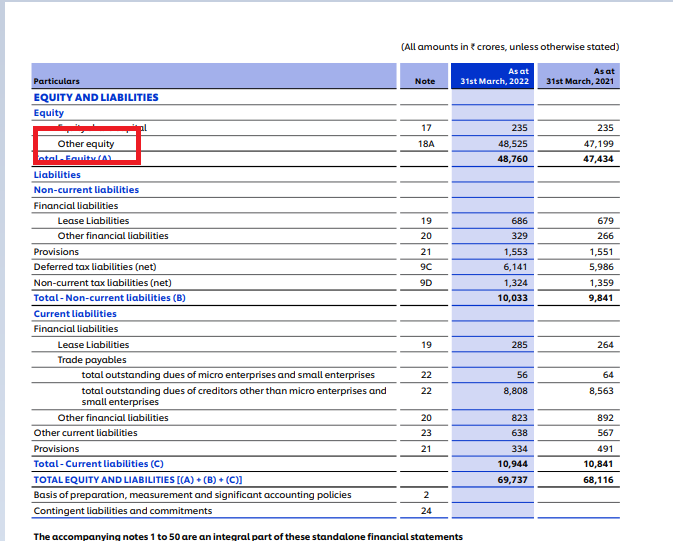 (All amounts in ₹ crores, unless otherwise stated)
Particulars Note As at 31st March, 2022 As at 31st March, 2021
EQUITY AND LIABILITIES
Equity
17 235 235
Other equity 18A 48,525 47,199
Total - Equity (A) 48,760 47,434
Liabilities
Non-current liabilities
Financial liabilities
Lease Liabilities 19 686 679
Other financial liabilities 20 329 266
Provisions 21 1,553 1,551
Deferred tax liabilities (net) 9C 6,141 5,986
Non-current tax liabilities (net) 9D 1,324 1,359
Total - Non-current liabilities (B) 10,033 9,841
Current liabilities
Financial liabilities
Lease Liabilities 19 285 264
Trade payables
total outstanding dues of micro enterprises and small enterprises 22 56 64
total outstanding dues of creditors other than micro enterprises and 22 8,808 8,563
small enterprises
Other financial liabilities 20 823 892
Other current liabilities 23 638 567
Provisions 21 334 491
Total - Current liabilities (C) 10,944 10,841
TOTAL EQUITY AND LIABILITIES [(A) + (B) + (C)] 69,737 68,116
Basis of preparation, measurement and significant accounting policies 2
Contingent liabilities and commitments 24
The accompanying notes 1 to 50 are an integral part of these standalone financial statements